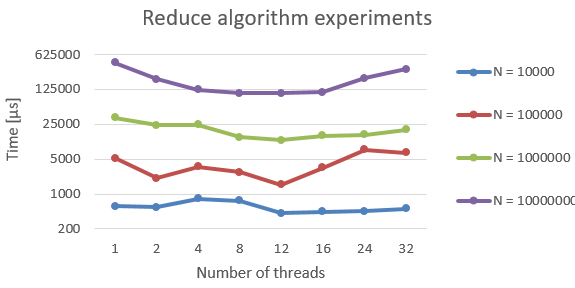 Reduce algorithm experiments
625000
125000
25000
5000
1000
200
Time [µs]
1 2 4 8 12 16 24 32
Number of threads
N = 10000
N = 100000
N = 1000000
N = 10000000